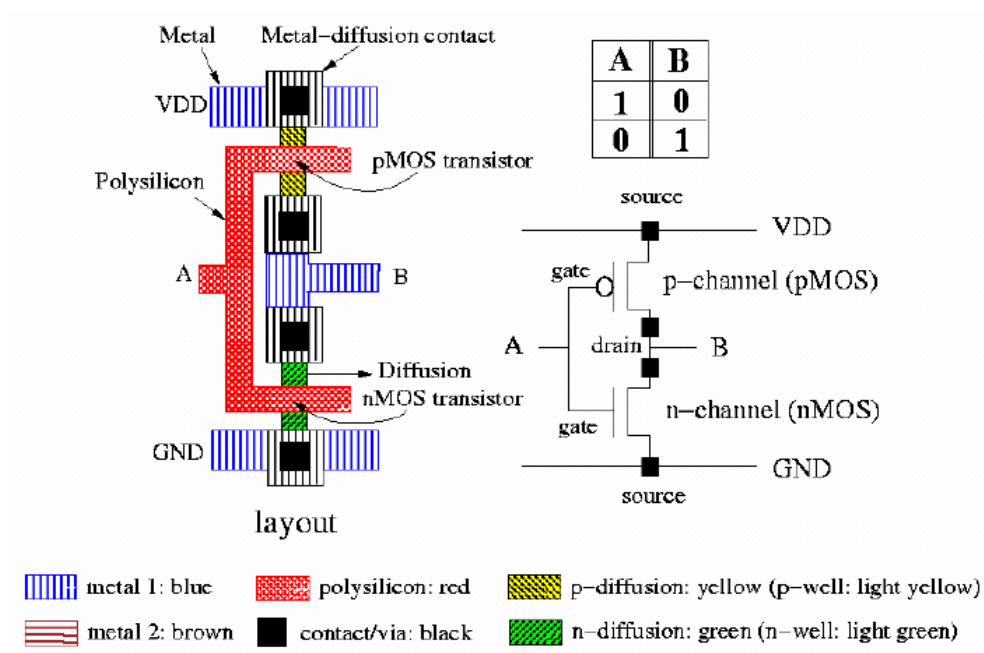 Metal
Metal-diffusion contact
VDD
pMOS transistor
Polysilicon
A
B
Diffusion
nMOS transistor
GND
layout
A B
1 0
0 1
source
VDD
gate
p-channel (pMOS)
A
drain
B
n-channel (nMOS)
gate
GND
source
metal 1: blue
polysilicon: red
p-diffusion: yellow (p-well: light yellow)
metal 2: brown
contact/via: black
n-diffusion: green (n-well: light green)